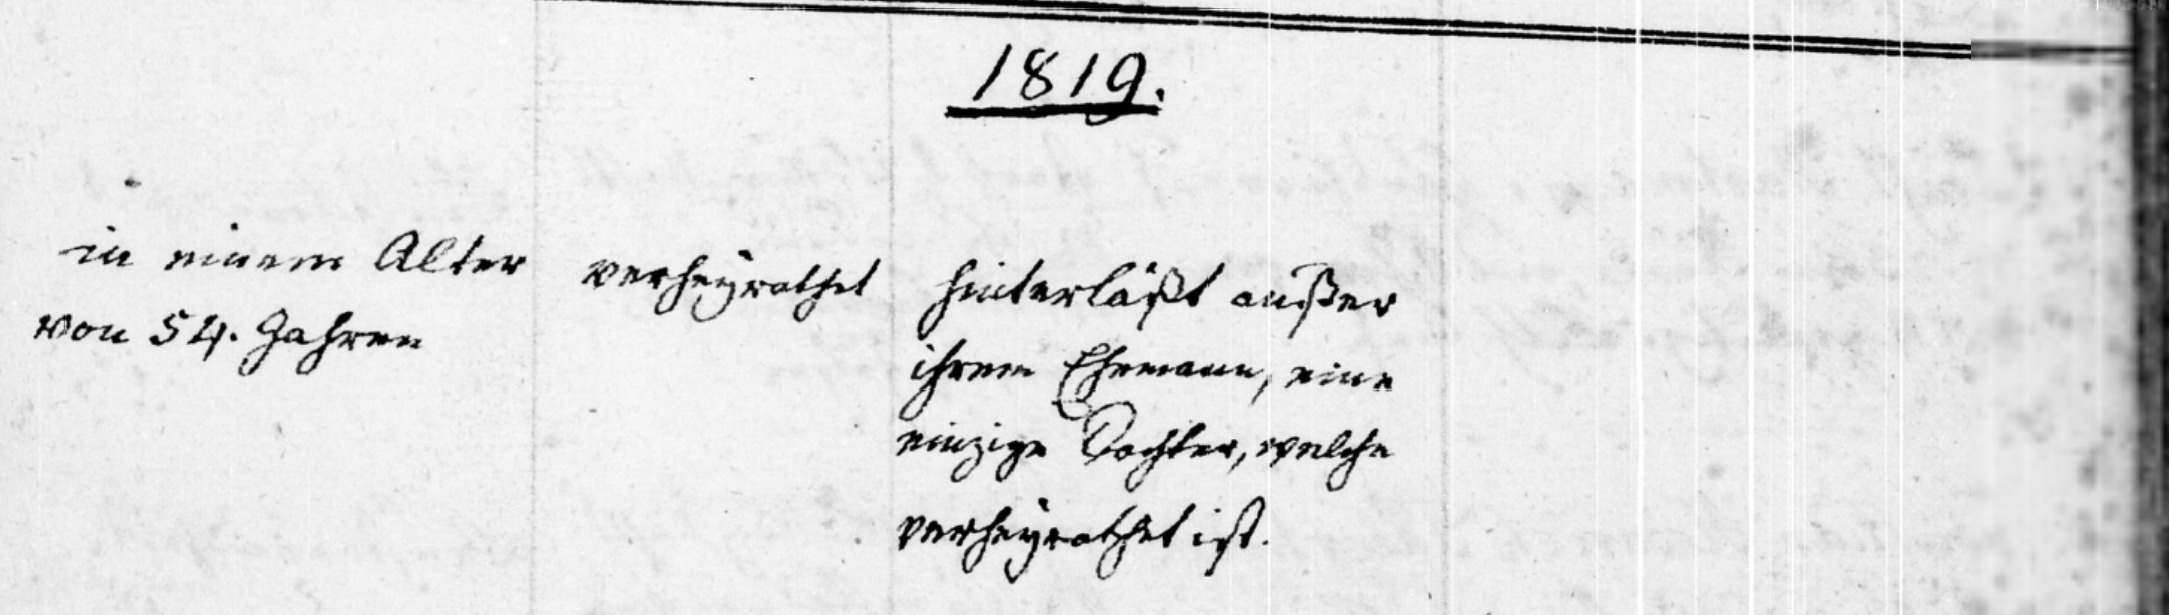 1819.
in einem Alter
von 54. Jahren
verheyrathet
hinterläßt außer
ihrem Ehemann, eine
einzige Tochter, welche
verheyrathet ist.